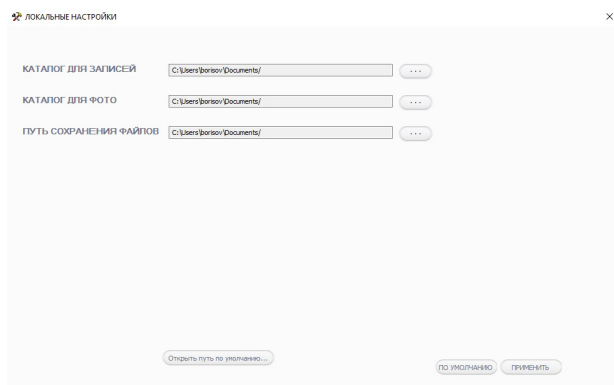 ЛОКАЛЬНЫЕ НАСТРОЙКИ
КАТАЛОГ ДЛЯ ЗАПИСЕЙ C:\Users\borisov\Documents/ ...
КАТАЛОГ ДЛЯ ФОТО C:\Users\borisov\Documents/ ...
ПУТЬ СОХРАНЕНИЯ ФАЙЛОВ C:\Users\borisov\Documents/ ...
Открыть путь по умолчанию...
ПО УМОЛЧАНИЮ ПРИМЕНИТЬ